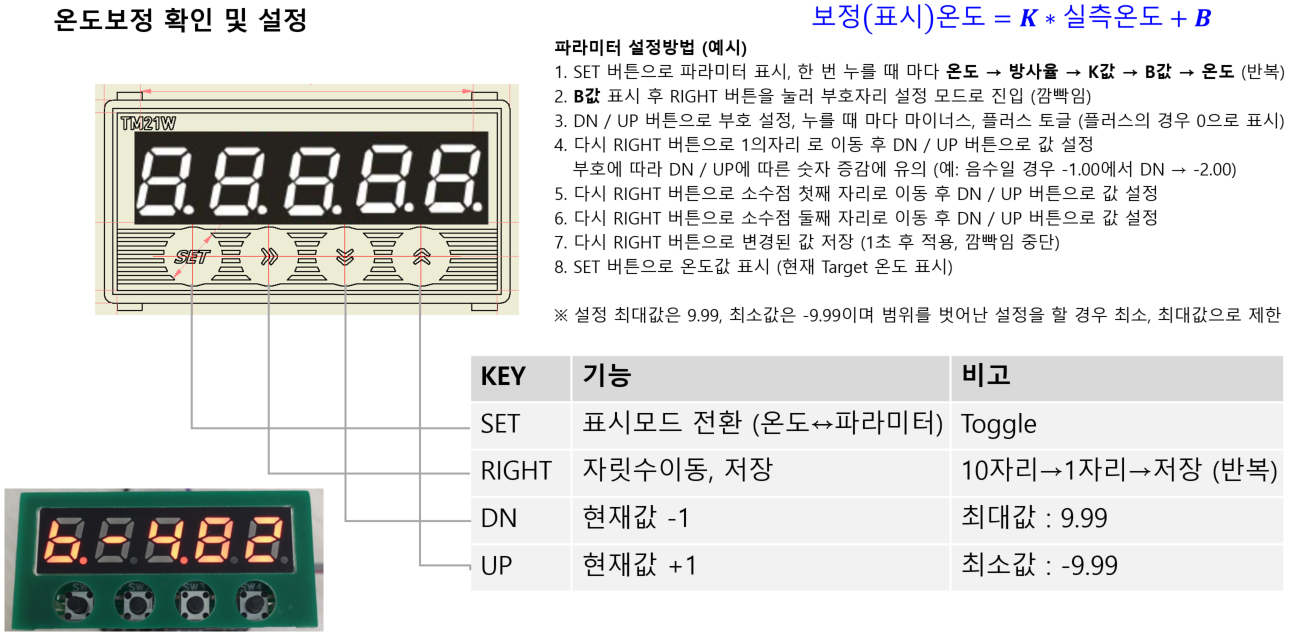 온도보정 확인 및 설정
보정(표시)온도 = K * 실측온도 + B
파라미터 설정방법 (예시)
1. SET 버튼으로 파라미터 표시, 한 번 누를 때 마다 온도 → 방사율 → K값 → B값 → 온도 (반복)
2. B값 표시 후 RIGHT 버튼을 눌러 부호자리 설정 모드로 진입 (깜빡임)
3. DN / UP 버튼으로 부호 설정, 누를 때 마다 마이너스, 플러스 토글 (플러스의 경우 0으로 표시)
4. 다시 RIGHT 버튼으로 1의자리 로 이동 후 DN / UP 버튼으로 값 설정
부호에 따라 DN / UP에 따른 숫자 증감에 유의 (예: 음수일 경우 -1.00에서 DN → -2.00)
5. 다시 RIGHT 버튼으로 소수점 첫째 자리로 이동 후 DN / UP 버튼으로 값 설정
6. 다시 RIGHT 버튼으로 소수점 둘째 자리로 이동 후 DN / UP 버튼으로 값 설정
7. 다시 RIGHT 버튼으로 변경된 값 저장 (1초 후 적용, 깜빡임 중단)
8. SET 버튼으로 온도값 표시 (현재 Target 온도 표시)
※ 설정 최대값은 9.99, 최소값은 -9.99이며 범위를 벗어난 설정을 할 경우 최소, 최대값으로 제한
TM21W
8.8.8.8.8.
SET
KEY 기능 비고
SET 표시모드 전환 (온도↔파라미터) Toggle
RIGHT 자릿수이동, 저장 10자리→1자리→저장 (반복)
DN 현재값 -1 최대값 : 9.99
UP 현재값 +1 최소값 : -9.99
b.-4.82